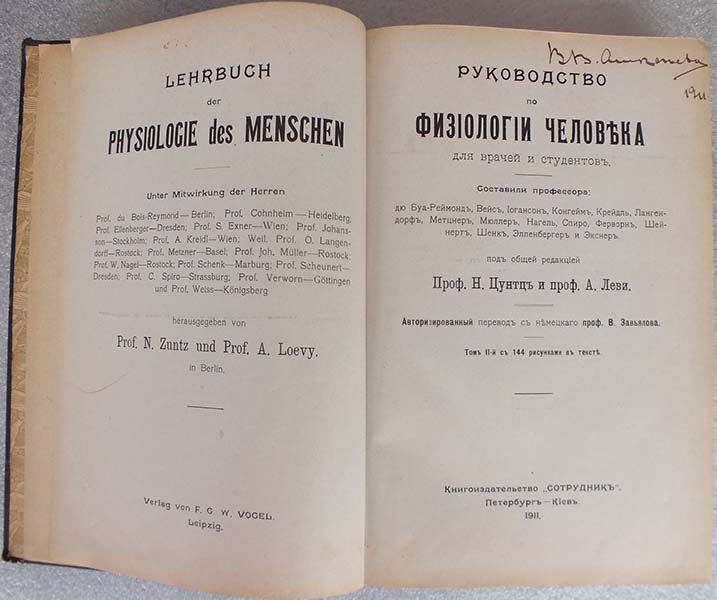 LEHRBUCH
der
PHYSIOLOGIE des MENSCHEN
Unter Mitwirkung der Herren
Prof. du Bois-Reymond—Berlin; Prof. Cohnheim—Heidelberg;
Prof. Ellenberger—Dresden; Prof. S. Exner—Wien; Prof. Johans-
son—Stockholm; Prof. A. Kreidl—Wien; Weil. Prof. O. Langen-
dorff—Rostock; Prof. Metzner—Basel; Prof. Joh. Müller—Rostock;
Prof. W. Nagel—Rostock; Prof. Schenk—Marburg; Prof. Scheunert—
Dresden; Prof. C. Spiro—Strassburg; Prof. Verworn—Göttingen
und Prof. Weiss—Königsberg
herausgegeben von
Prof. N. Zuntz und Prof. A. Loevy.
in Berlin.
Verlag von F. C. W. VOGEL.
Leipzig.
1911
РУКОВОДСТВО
по
ФИЗІОЛОГІИ ЧЕЛОВѢКА
для врачей и студентовъ.
Составили профессора:
дю Буа-Реймондъ, Вейсъ, Іогансонъ, Конгеймъ, Крейдль,Ланген-
дорфъ, Метцнеръ, Мюллеръ, Нагель, Спиро, Ферворнъ, Шей-
нертъ, Шенкъ, Элленбергеръ и Экснеръ.
подъ общей редакціей
Проф. Н. Цунтцъ и проф. А. Леви.
Авторизированный переводъ съ нѣмецкаго проф. В. Завьялова.
Томъ II-й съ 144 рисунками въ текстѣ.
Книгоиздательство „СОТРУДНИКЪ".
Петербургъ—Кіевъ.
1911.